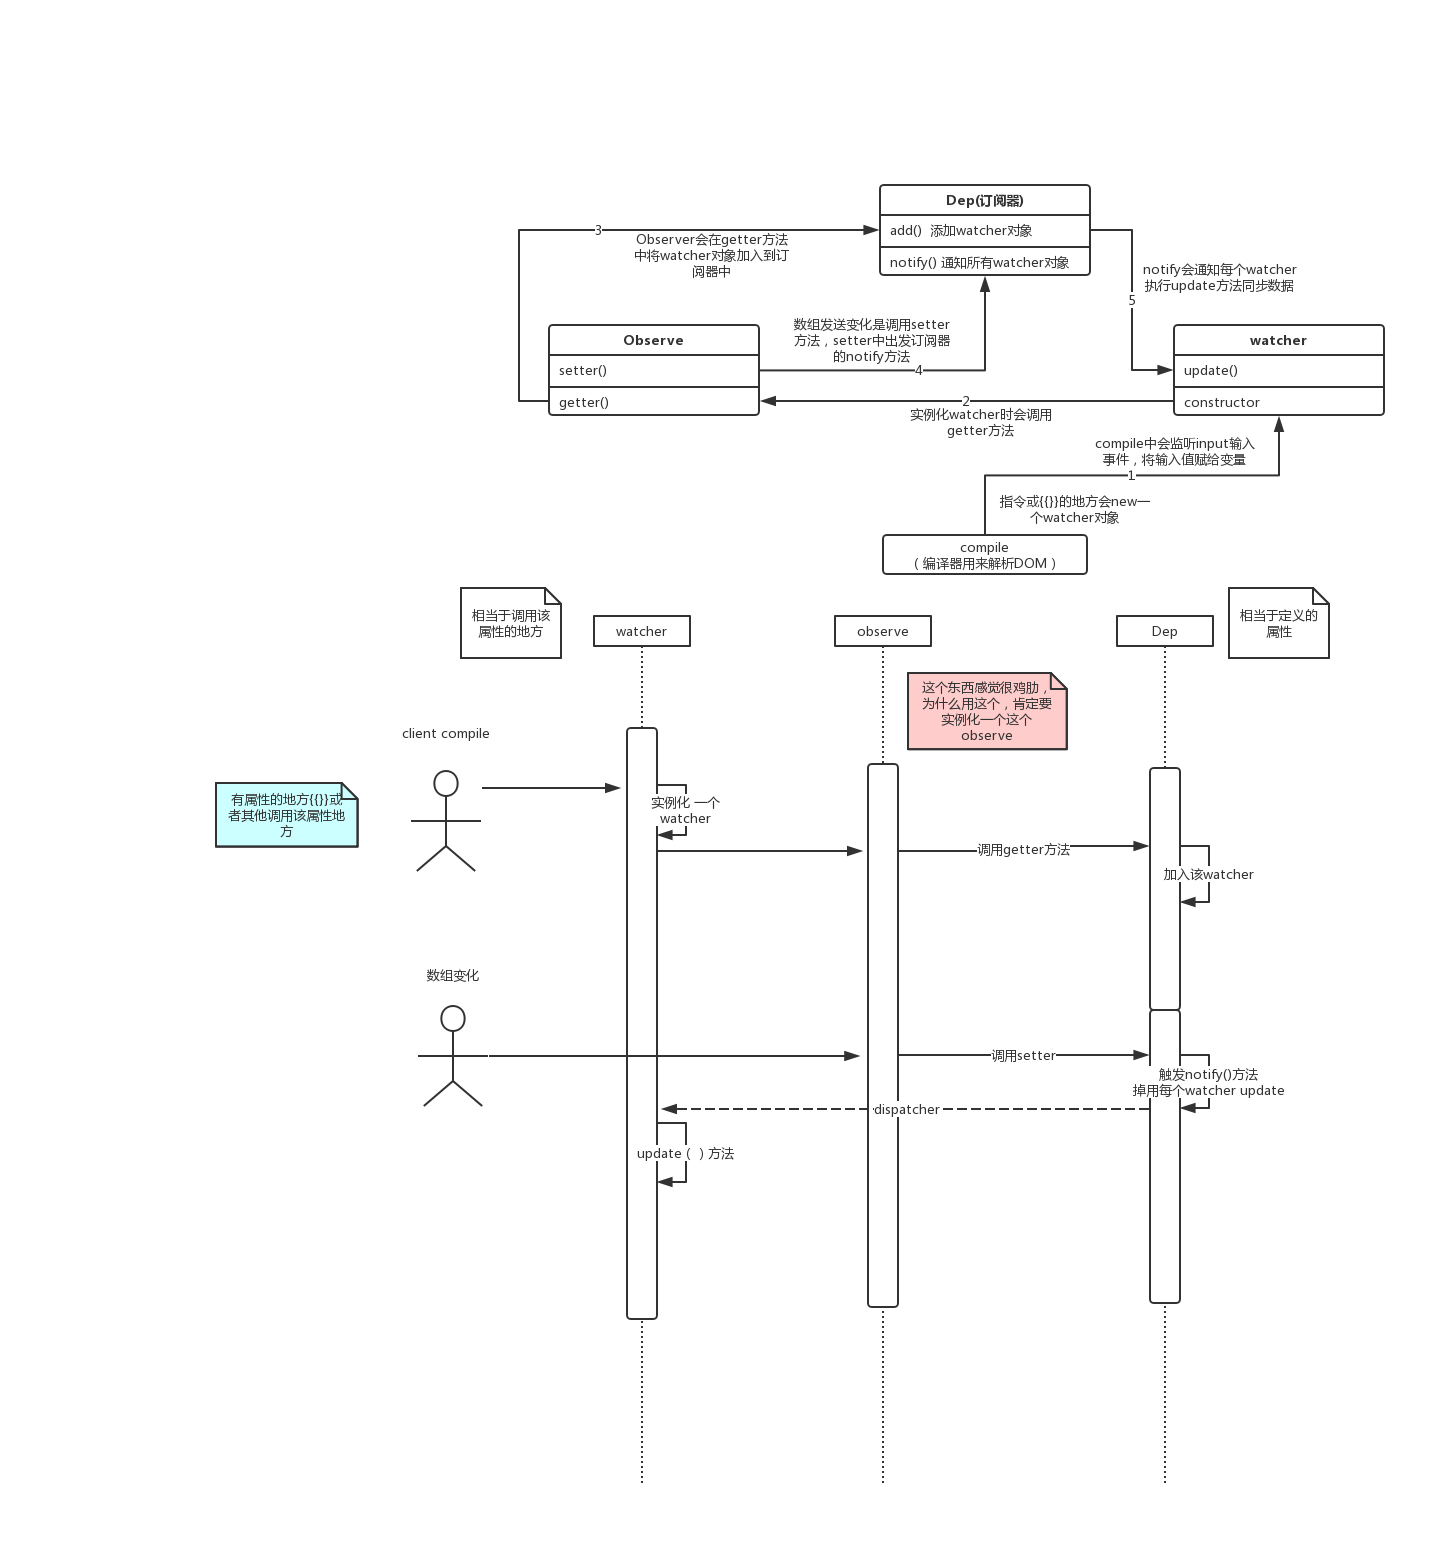 Dep(订阅器)
add()  添加watcher对象
notify() 通知所有watcher对象
3
Observer会在getter方法
中将watcher对象加入到订
阅器中
notify会通知每个watcher
执行update方法同步数据
5
数组发送变化是调用setter
方法，setter中出发订阅器
的notify方法
4
Observe
setter()
getter()
watcher
update()
constructor
2
实例化watcher时会调用
getter方法
compile中会监听input输入
事件，将输入值赋给变量
1
指令或{{}}的地方会new一
个watcher对象
compile
（编译器用来解析DOM）
相当于调用该
属性的地方
watcher
observe
Dep
相当于定义的
属性
这个东西感觉很鸡肋，
为什么用这个，肯定要
实例化一个这个
observe
client compile
有属性的地方{{}}或
者其他调用该属性地
方
实例化 一个
watcher
调用getter方法
加入该watcher
数组变化
调用setter
触发notify()方法
掉用每个watcher update
dispatcher
update（ ）方法